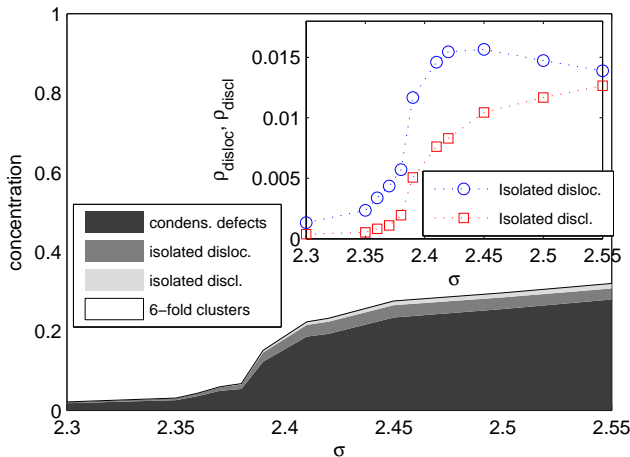 1
0.8
0.6
0.4
0.2
0
concentration
2.3
2.35
2.4
2.45
2.5
2.55
σ
condens. defects
isolated disloc.
isolated discl.
6−fold clusters
0.015
0.01
0.005
0
ρdisloc, ρdiscl
2.3
2.35
2.4
2.45
2.5
2.55
σ
Isolated disloc.
Isolated discl.